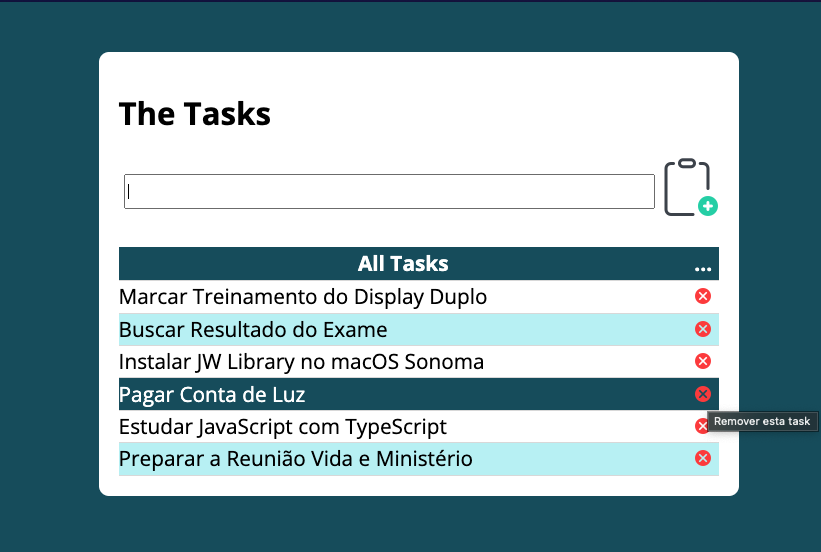 The Tasks
All Tasks ...
Marcar Treinamento do Display Duplo
Buscar Resultado do Exame
Instalar JW Library no macOS Sonoma
Pagar Conta de Luz
Remover esta task
Estudar JavaScript com TypeScript
Preparar a Reunião Vida e Ministério